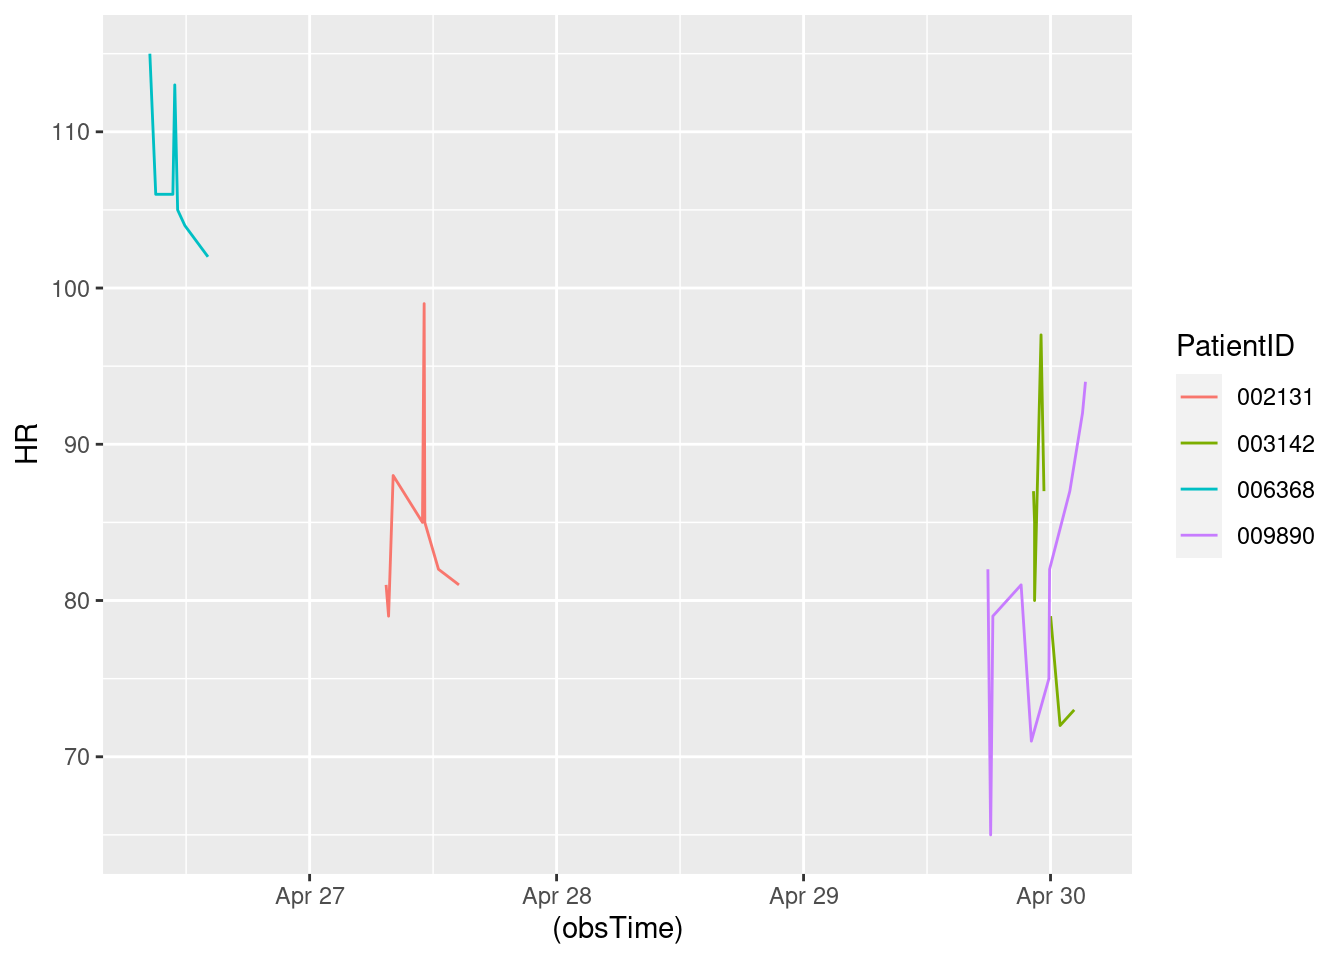 110
100
90
80
70
HR
Apr 27
Apr 28
Apr 29
Apr 30
(obsTime)
PatientID
002131
003142
006368
009890